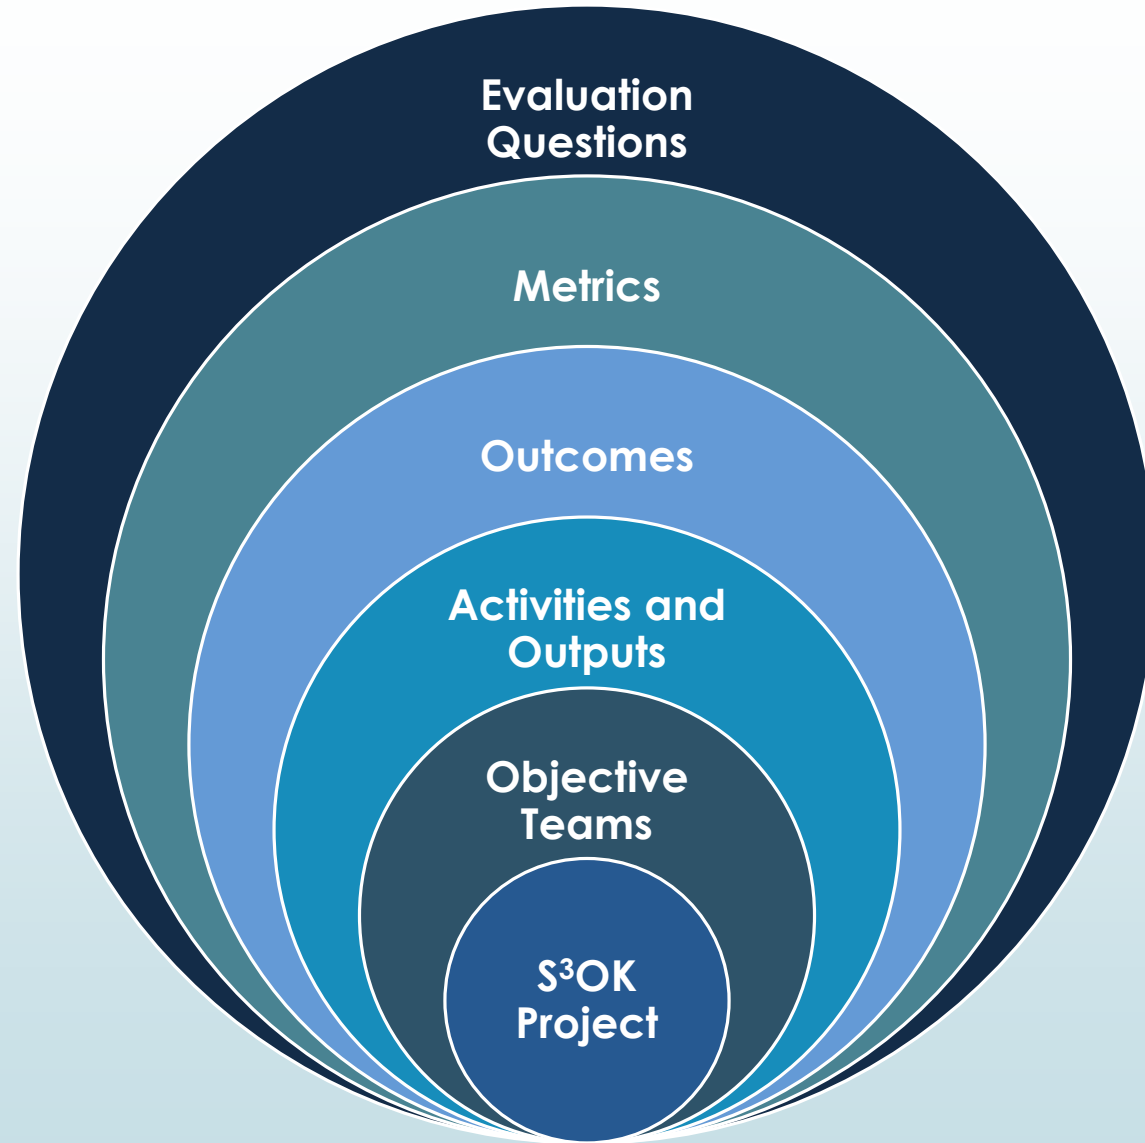 Evaluation
Questions
Metrics
Outcomes
Activities and
Outputs
Objective
Teams
S³OK
Project